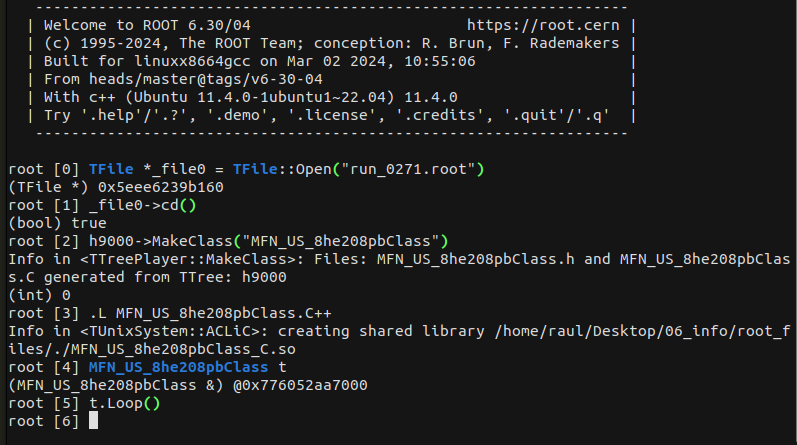 ------------------------------------------------------------------
| Welcome to ROOT 6.30/04                        https://root.cern |
| (c) 1995-2024, The ROOT Team; conception: R. Brun, F. Rademakers |
| Built for linuxx8664gcc on Mar 02 2024, 10:55:06                 |
| From heads/master@tags/v6-30-04                                  |
| With c++ (Ubuntu 11.4.0-1ubuntu1~22.04) 11.4.0                   |
| Try '.help'/'.?', '.demo', '.license', '.credits', '.quit'/'.q'  |
------------------------------------------------------------------
root [0] TFile *_file0 = TFile::Open("run_0271.root")
(TFile *) 0x5eee6239b160
root [1] _file0->cd()
(bool) true
root [2] h9000->MakeClass("MFN_US_8he208pbClass")
Info in <TTreePlayer::MakeClass>: Files: MFN_US_8he208pbClass.h and MFN_US_8he208pbClas
s.C generated from TTree: h9000
(int) 0
root [3] .L MFN_US_8he208pbClass.C++
Info in <TUnixSystem::ACLiC>: creating shared library /home/raul/Desktop/06_info/root_f
iles/./MFN_US_8he208pbClass_C.so
root [4] MFN_US_8he208pbClass t
(MFN_US_8he208pbClass &) @0x776052aa7000
root [5] t.Loop()
root [6]